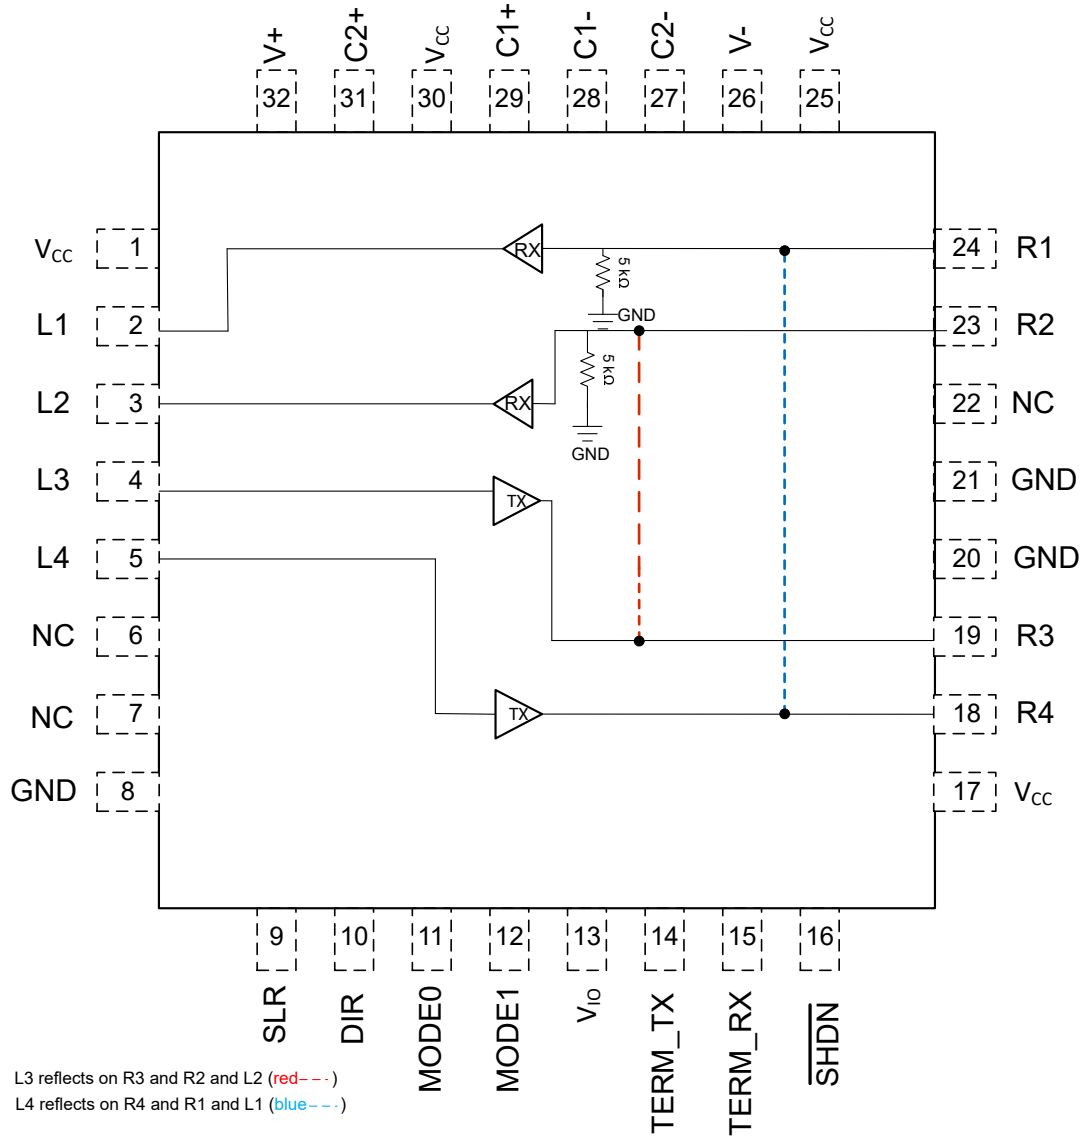 V+
C2+
VCC
C1+
C1-
C2-
V-
VCC
32
31
30
29
28
27
26
25
VCC
1
RX
24
R1
5 kΩ
L1
2
GND
23
R2
5 kΩ
L2
3
RX
22
NC
GND
L3
4
TX
21
GND
L4
5
20
GND
NC
6
19
R3
NC
7
TX
18
R4
GND
8
17
VCC
9
10
11
12
13
14
15
16
SLR
DIR
MODE0
MODE1
VIO
TERM_TX
TERM_RX
SHDN
L3 reflects on R3 and R2 and L2 (red--- )
L4 reflects on R4 and R1 and L1 (blue--- )